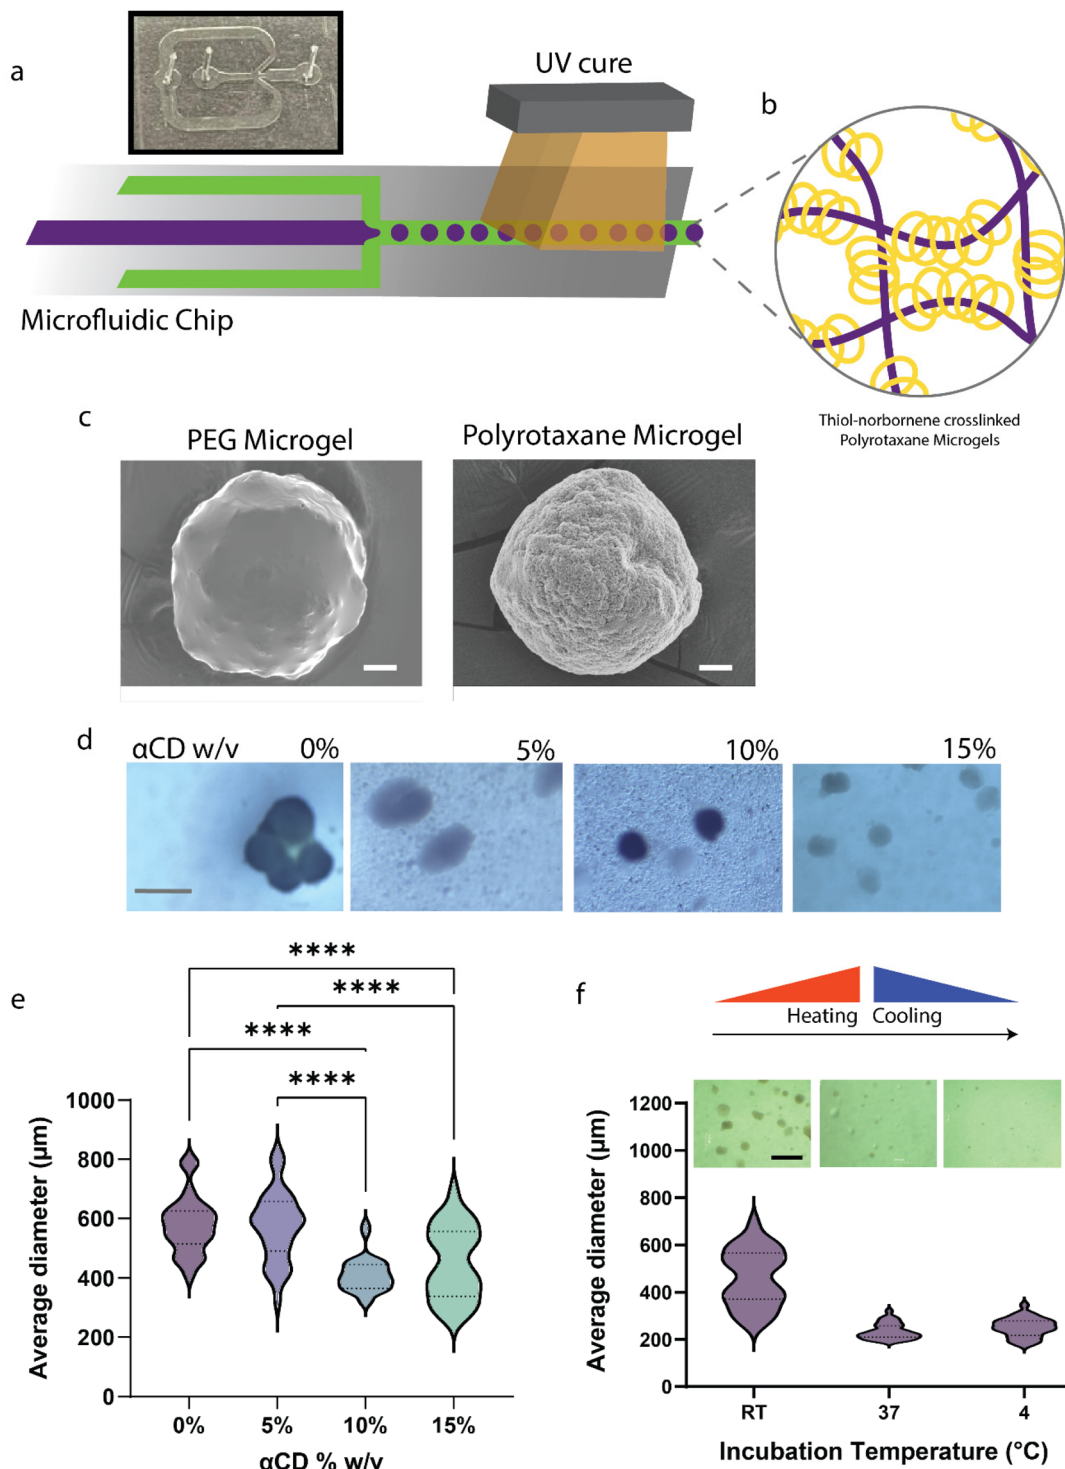 a
UV cure
b
Microfluidic Chip
Thiol-norbornene crosslinked
Polyrotaxane Microgels
c
PEG Microgel
Polyrotaxane Microgel
d
αCD w/v 0% 5% 10% 15%
e
****
****
****
****
1000
800
600
400
200
0
Average diameter (μm)
0% 5% 10% 15%
αCD % w/v
f
Heating Cooling
1200
1000
800
600
400
200
0
Average diameter (μm)
RT 37 4
Incubation Temperature (°C)